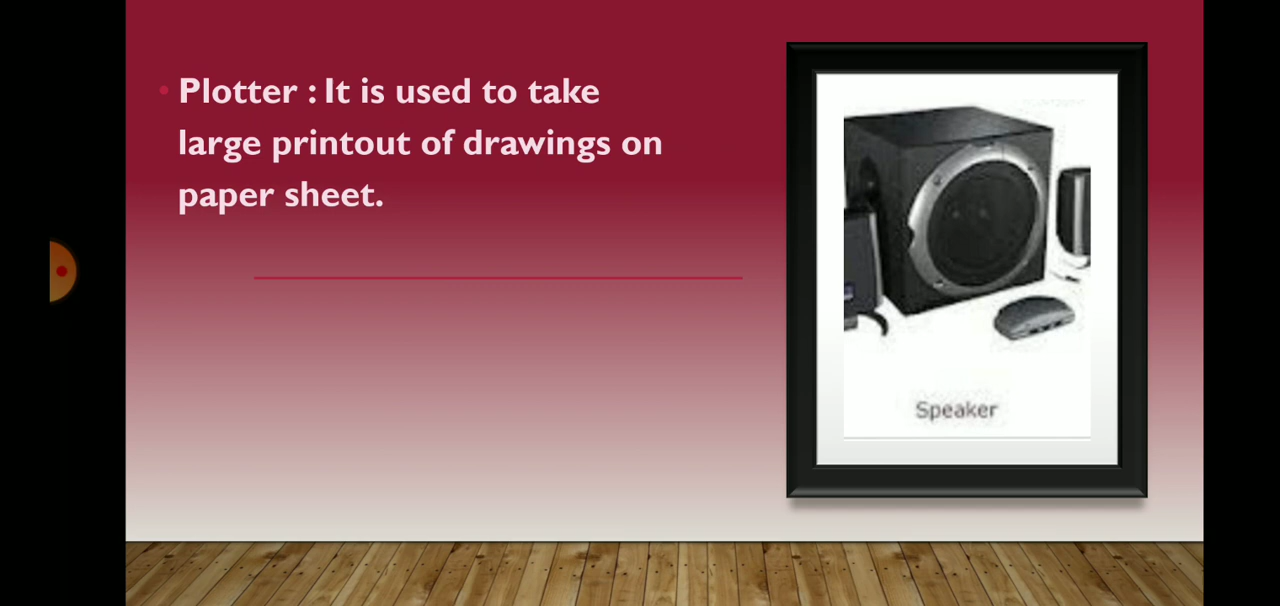 • Plotter : It is used to take
large printout of drawings on
paper sheet.
Speaker